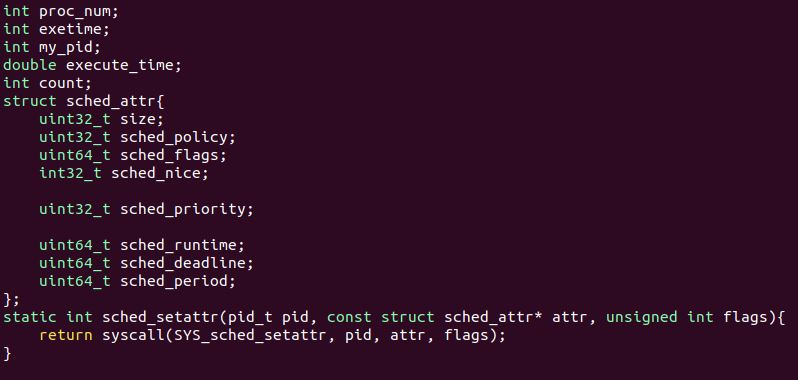 int proc_num;
int exetime;
int my_pid;
double execute_time;
int count;
struct sched_attr{
    uint32_t size;
    uint32_t sched_policy;
    uint64_t sched_flags;
    int32_t sched_nice;

    uint32_t sched_priority;

    uint64_t sched_runtime;
    uint64_t sched_deadline;
    uint64_t sched_period;
};
static int sched_setattr(pid_t pid, const struct sched_attr* attr, unsigned int flags){
    return syscall(SYS_sched_setattr, pid, attr, flags);
}